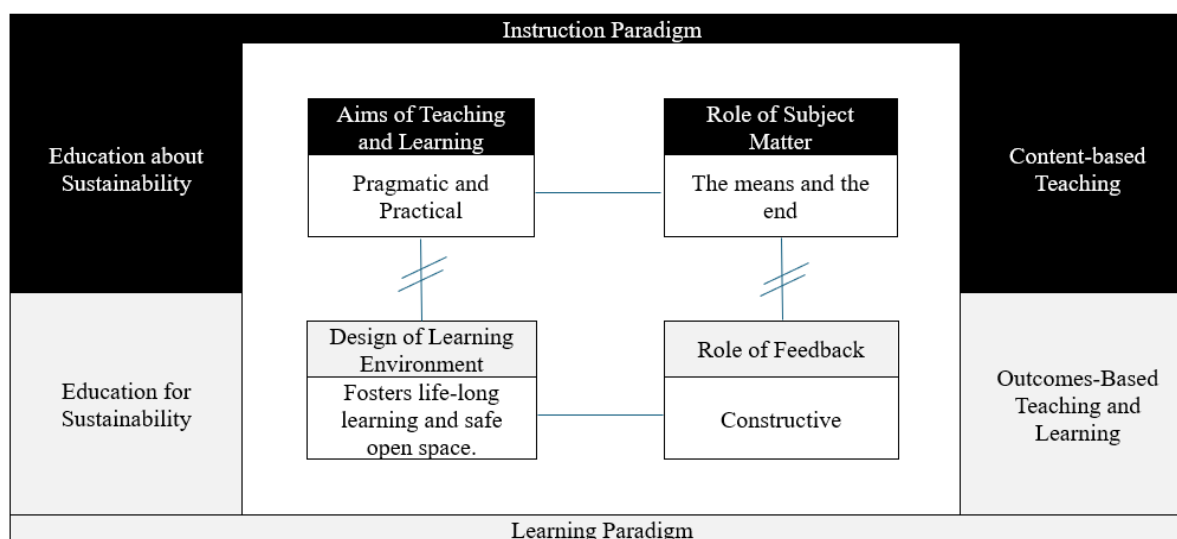 Instruction Paradigm
Education about
Sustainability
Aims of Teaching
and Learning
Pragmatic and
Practical
Role of Subject
Matter
The means and the
end
Content-based
Teaching
Education for
Sustainability
Design of Learning
Environment
Fosters life-long
learning and safe
open space.
Role of Feedback
Constructive
Outcomes-Based
Teaching and
Learning
Learning Paradigm